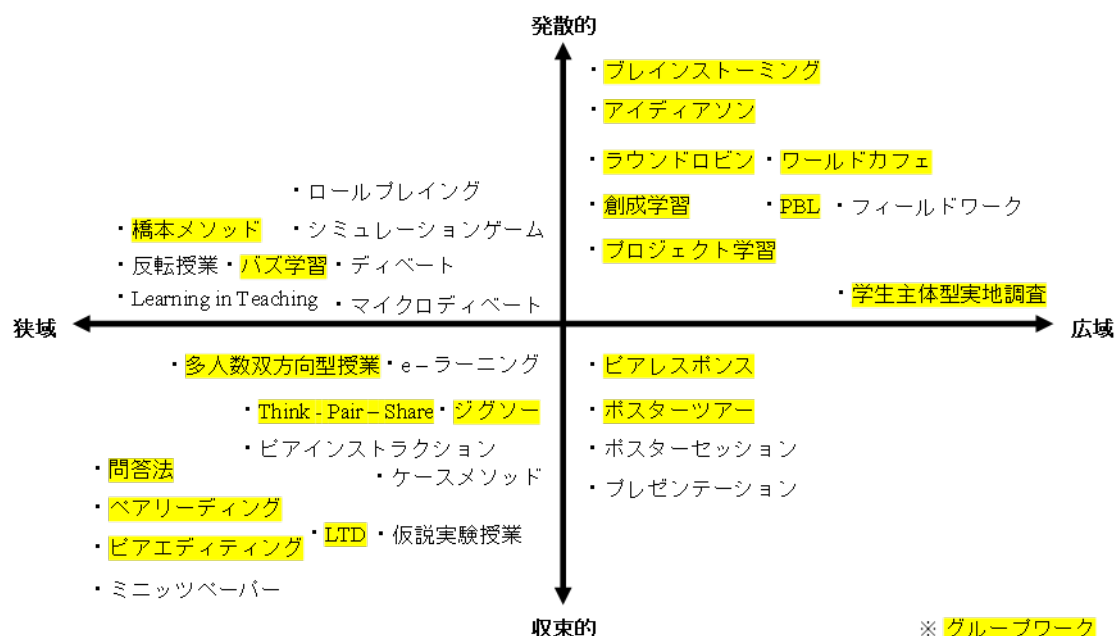 発散的
・ブレインストーミング
・アイディアソン
・ラウンドロビン ・ワールドカフェ
・ロールプレイング
・創成学習 ・PBL ・フィールドワーク
・橋本メソッド ・シミュレーションゲーム
・プロジェクト学習
・反転授業・バズ学習・ディベート
・Learning in Teaching ・マイクロディベート
・学生主体型実地調査
狭域
広域
・多人数双方向型授業・e－ラーニング
・ピアレスポンス
・Think - Pair – Share・ジグソー
・ポスターツアー
・ピアインストラクション
・ポスターセッション
・問答法
・ケースメソッド
・プレゼンテーション
・ペアリーディング
・ピアエディティング ・LTD ・仮説実験授業
・ミニッツペーパー
収束的
※ グループワーク